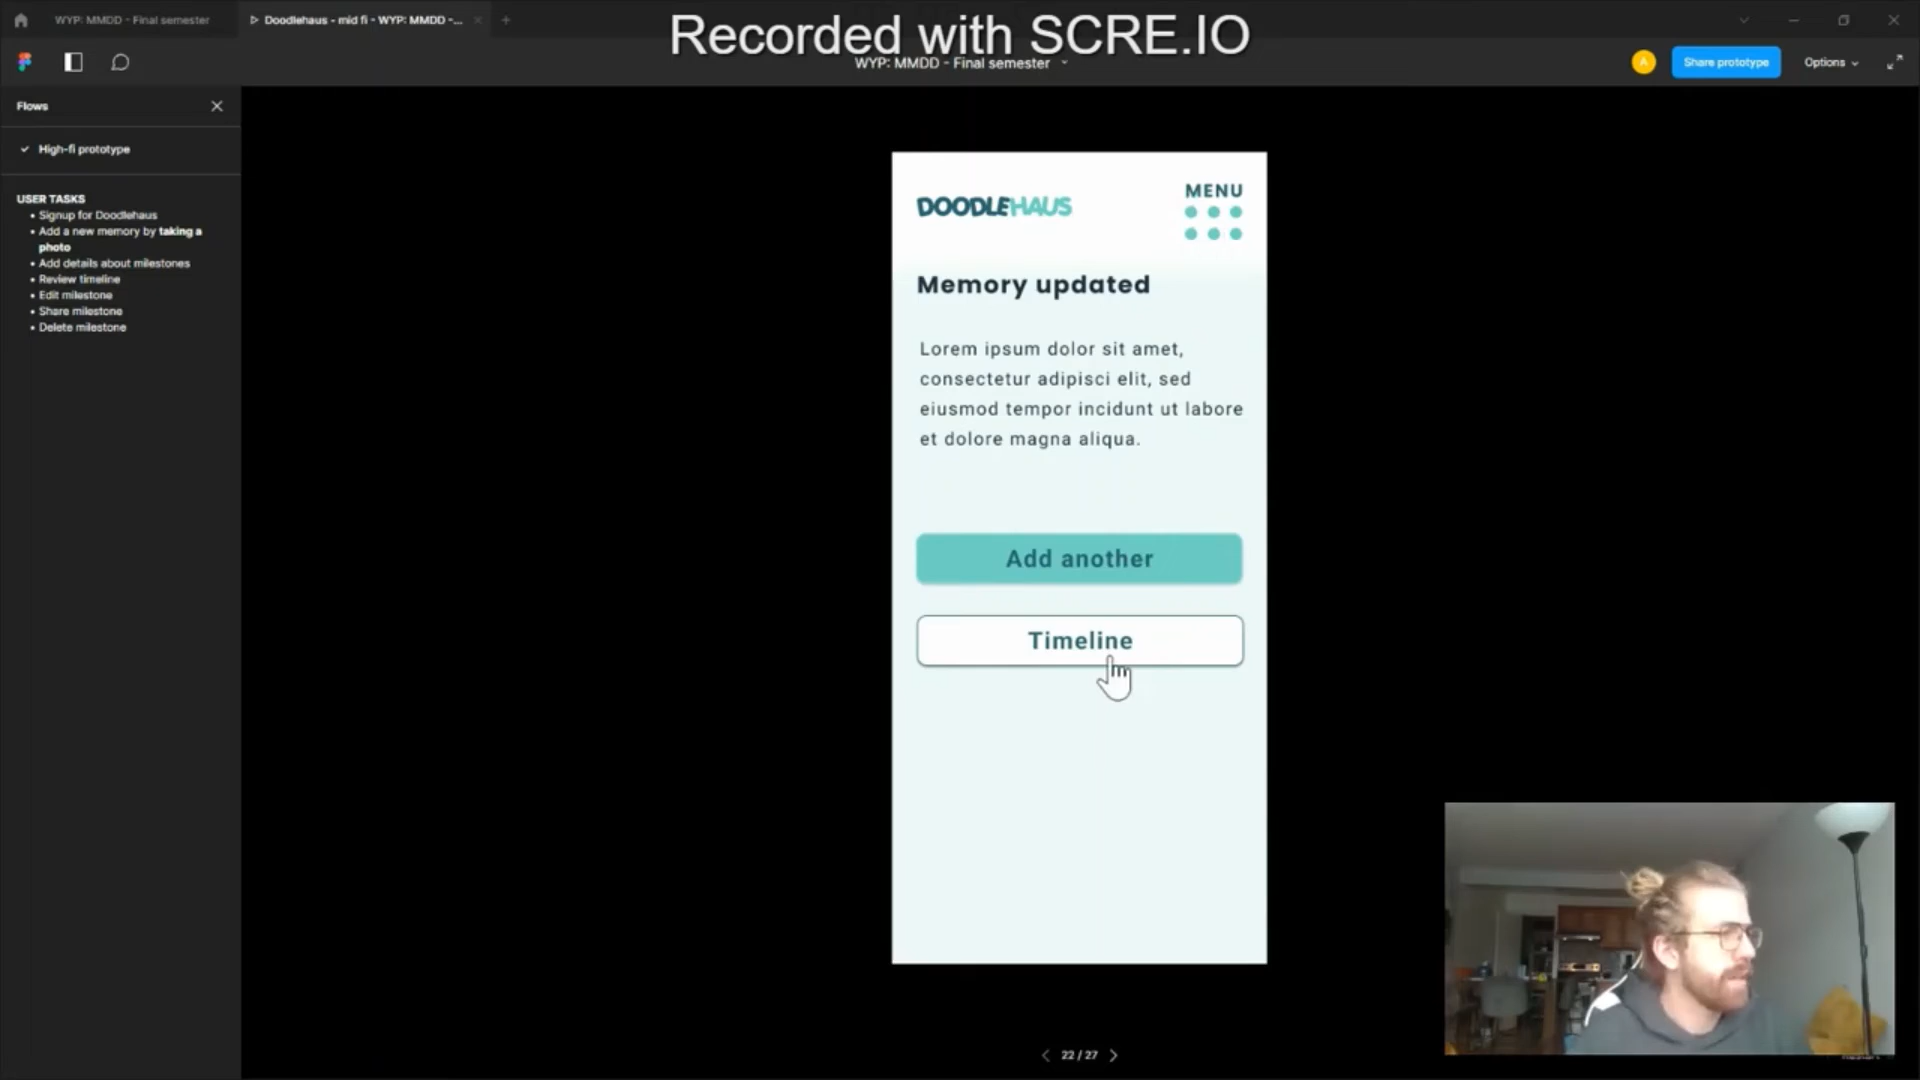 WYP: MMDD - Final semester
Doodlehaus - mid fi - WYP: MMDD -...
Recorded with SCRE.IO
WYP: MMDD - Final semester
A
Share prototype
Options
Flows
High-fi prototype
USER TASKS
• Signup for Doodlehaus
• Add a new memory by taking a
photo
• Add details about milestones
• Review timeline
• Edit milestone
• Share milestone
• Delete milestone
DOODLEHAUS
MENU
Memory updated
Lorem ipsum dolor sit amet,
consectetur adipisci elit, sed
eiusmod tempor incidunt ut labore
et dolore magna aliqua.
Add another
Timeline
22 / 27